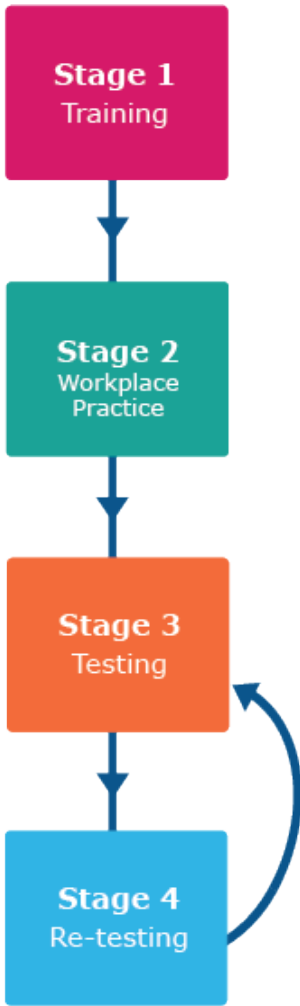 Stage 1
Training
Stage 2
Workplace
Practice
Stage 3
Testing
Stage 4
Re-testing